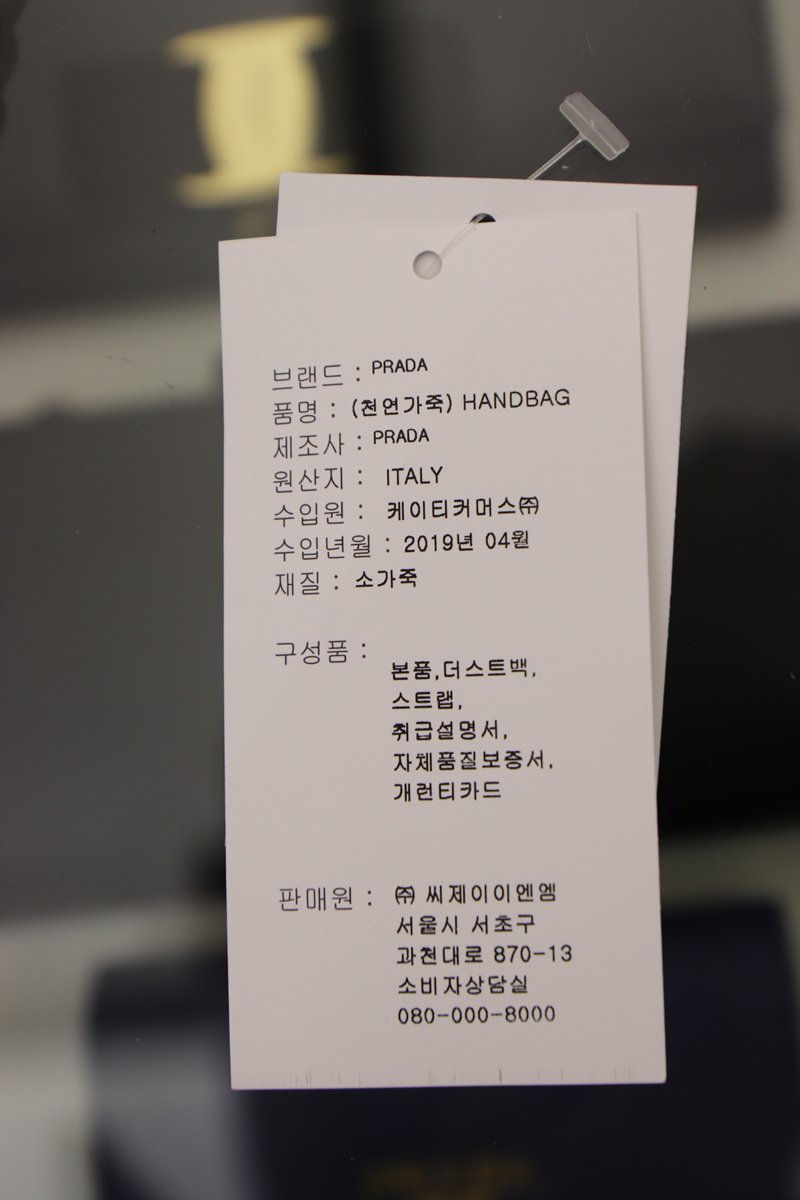 브랜드 : PRADA
품명 : (천연가죽) HANDBAG
제조사 : PRADA
원산지 : ITALY
수입원 : 케이티커머스㈜
수입년월 : 2019년 04월
재질 : 소가죽
구성품 :
본품,더스트백,
스트랩,
취급설명서,
자체품질보증서,
개런티카드
판매원 : ㈜ 씨제이이엔엠
서울시 서초구
과천대로 870-13
소비자상담실
080-000-8000